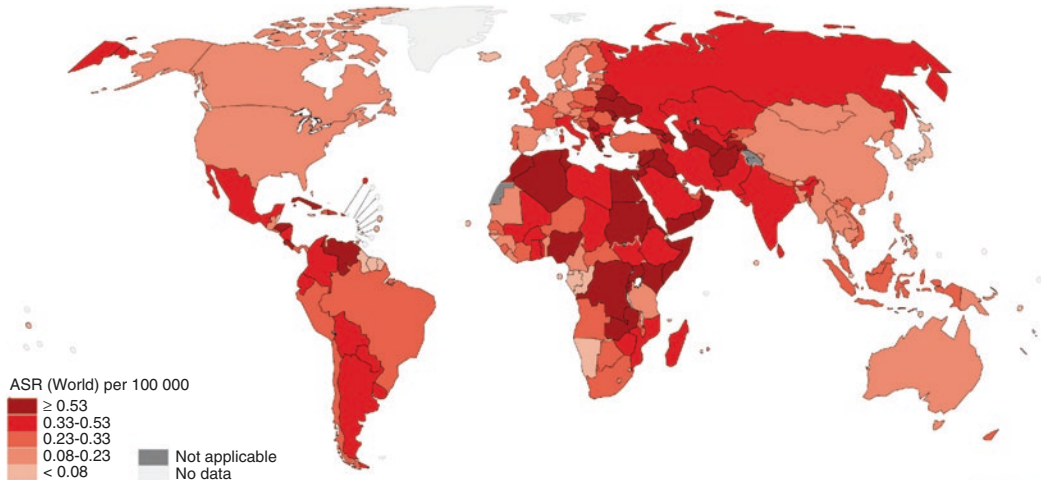 ASR (World) per 100 000
≥ 0.53
0.33-0.53
0.23-0.33
0.08-0.23
< 0.08
Not applicable
No data